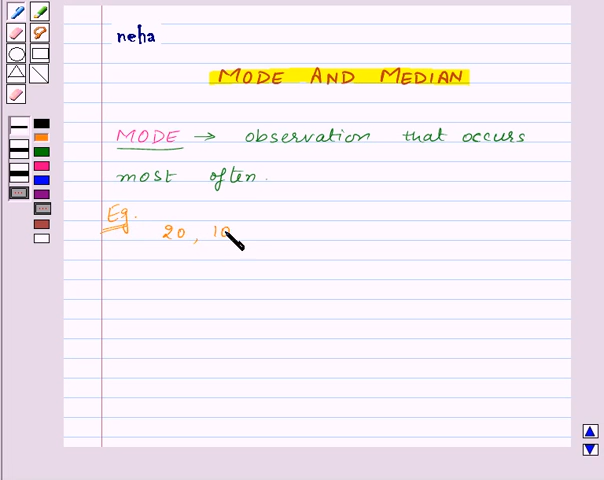 neha
MODE AND MEDIAN
MODE → observation that occurs
most often.
Eg.
20, 10